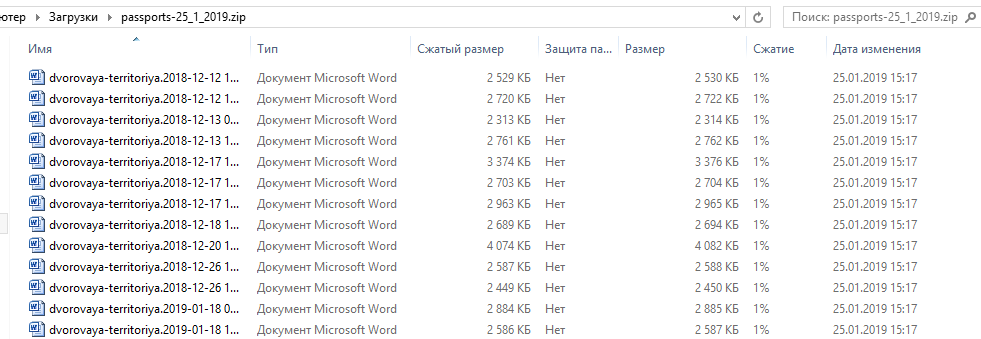 ютер Загрузки passports-25_1_2019.zip Поиск: passports-25_1_2019.zip
Имя Тип Сжатый размер Защита па... Размер Сжатие Дата изменения
dvorovaya-territoriya.2018-12-12 1... Документ Microsoft Word 2 529 КБ Нет 2 530 КБ 1% 25.01.2019 15:17
dvorovaya-territoriya.2018-12-12 1... Документ Microsoft Word 2 720 КБ Нет 2 722 КБ 1% 25.01.2019 15:17
dvorovaya-territoriya.2018-12-13 0... Документ Microsoft Word 2 313 КБ Нет 2 314 КБ 1% 25.01.2019 15:17
dvorovaya-territoriya.2018-12-13 1... Документ Microsoft Word 2 761 КБ Нет 2 762 КБ 1% 25.01.2019 15:17
dvorovaya-territoriya.2018-12-17 1... Документ Microsoft Word 3 374 КБ Нет 3 376 КБ 1% 25.01.2019 15:17
dvorovaya-territoriya.2018-12-17 1... Документ Microsoft Word 2 703 КБ Нет 2 704 КБ 1% 25.01.2019 15:17
dvorovaya-territoriya.2018-12-17 1... Документ Microsoft Word 2 963 КБ Нет 2 965 КБ 1% 25.01.2019 15:17
dvorovaya-territoriya.2018-12-18 1... Документ Microsoft Word 2 689 КБ Нет 2 694 КБ 1% 25.01.2019 15:17
dvorovaya-territoriya.2018-12-20 1... Документ Microsoft Word 4 074 КБ Нет 4 082 КБ 1% 25.01.2019 15:17
dvorovaya-territoriya.2018-12-26 1... Документ Microsoft Word 2 587 КБ Нет 2 588 КБ 1% 25.01.2019 15:17
dvorovaya-territoriya.2018-12-26 1... Документ Microsoft Word 2 449 КБ Нет 2 450 КБ 1% 25.01.2019 15:17
dvorovaya-territoriya.2019-01-18 0... Документ Microsoft Word 2 884 КБ Нет 2 885 КБ 1% 25.01.2019 15:17
dvorovaya-territoriya.2019-01-18 1... Документ Microsoft Word 2 586 КБ Нет 2 587 КБ 1% 25.01.2019 15:17